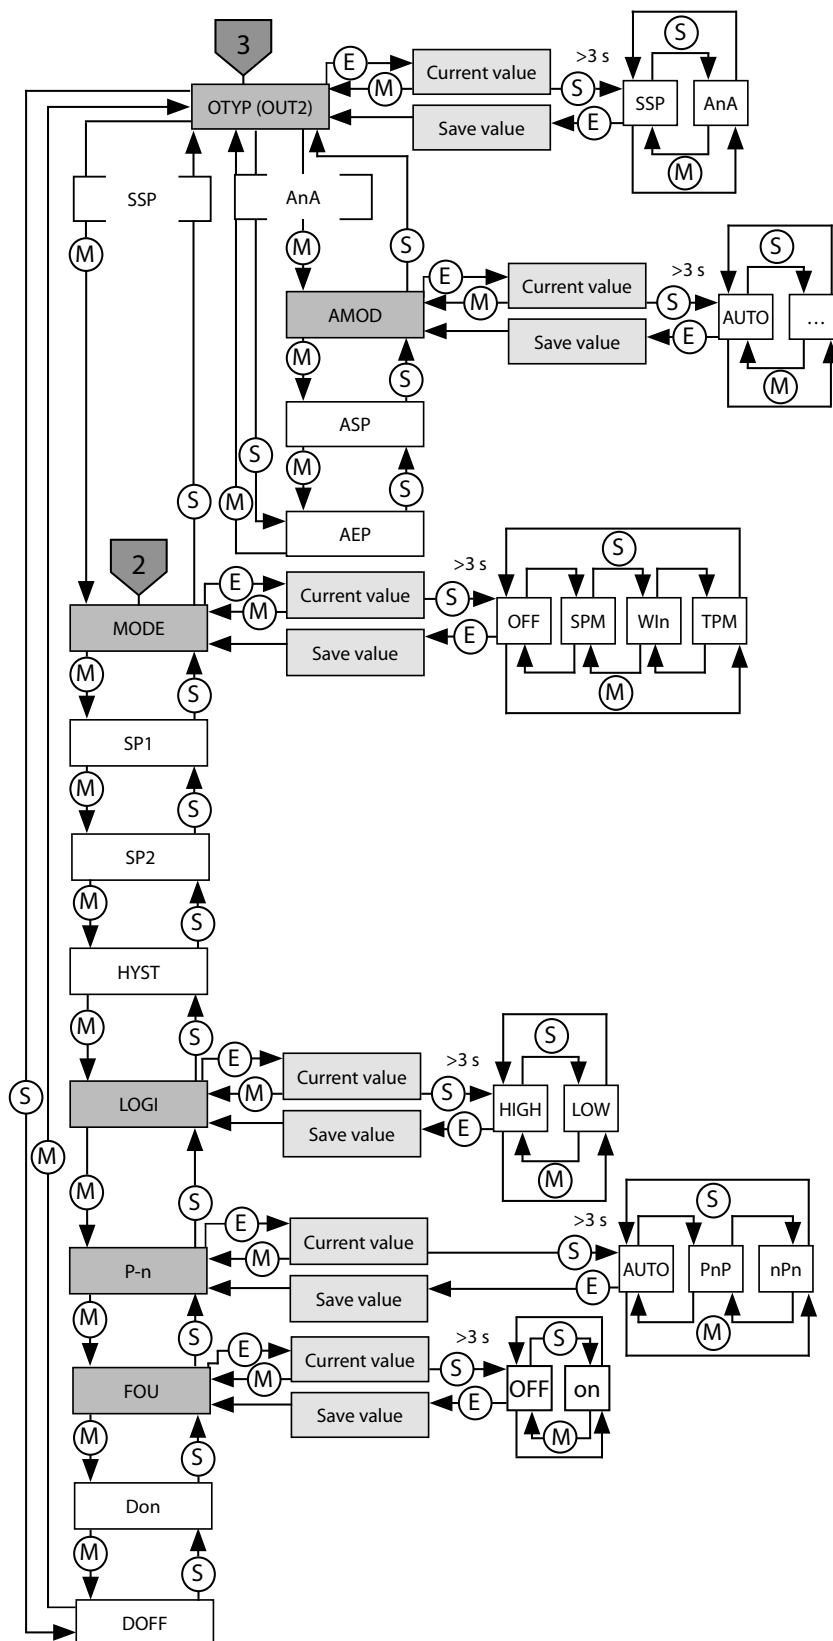 3
E
Current value
>3 s
S
M
S
OTYP (OUT2)
SSP
AnA
Save value
E
M
SSP
AnA
M
M
S
S
E
Current value
>3 s
M
S
AMOD
AUTO
...
Save value
E
M
M
S
ASP
S
M
M
S
S
AEP
2
>3 s
S
E
Current value
M
S
MODE
OFF
SPM
WIn
TPM
Save value
E
M
M
S
SP1
M
S
SP2
M
S
HYST
M
S
E
Current value
>3 s
S
M
S
S
LOGI
HIGH
LOW
Save value
E
M
M
M
S
E
Current value
>3 s
S
M
S
P-n
AUTO
PnP
nPn
Save value
E
M
M
S
E
Current value
>3 s
S
M
S
FOU
OFF
on
Save value
E
M
M
S
Don
M
S
DOFF